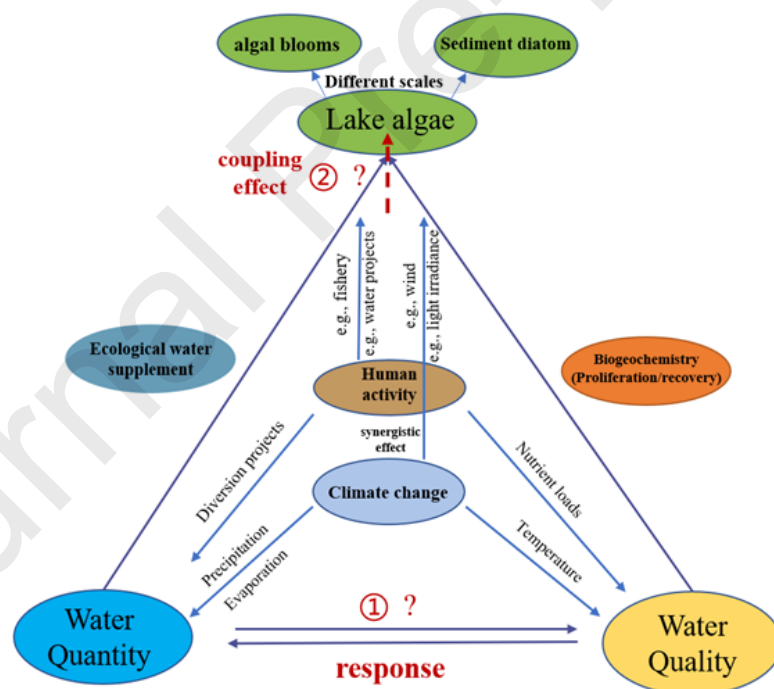 algal blooms
Sediment diatom
Different scales
Lake algae
coupling
effect ② ?
e.g., fishery
e.g., water projects
e.g., wind
e.g., light irradiance
Ecological water
supplement
Biogeochemistry
(Proliferation/recovery)
Human
activity
synergistic
effect
Climate change
Diversion projects
Nutrient loads
Precipitation
Evaporation
Temperature
① ?
Water
Quantity
Water
Quality
response